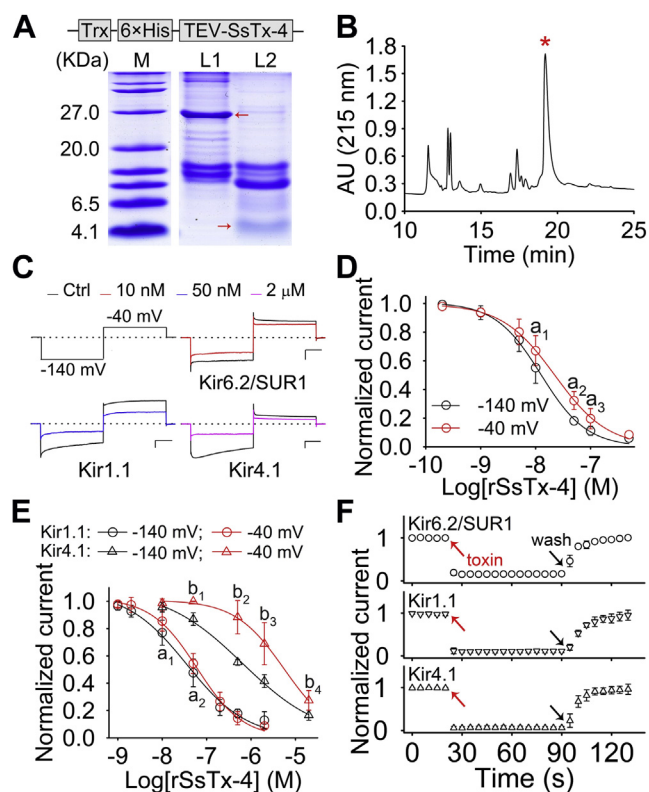 A
Trx 6×His TEV-SsTx-4
(KDa) M L1 L2
27.0
20.0
6.5
4.1
B
AU (215 nm)
1.8
1.5
1.2
0.9
0.6
0.3
0.0
*
10 15 20 25
Time (min)
C
Ctrl 10 nM 50 nM 2 μM
-40 mV
-140 mV
Kir6.2/SUR1
Kir1.1 Kir4.1
D
Normalized current
1.0
0.8
0.6
0.4
0.2
0.0
a1
a2 a3
-140 mV
-40 mV
-10 -9 -8 -7
Log[rSsTx-4] (M)
E
Kir1.1: -140 mV; -40 mV
Kir4.1: -140 mV; -40 mV
Normalized current
1.0
0.8
0.6
0.4
0.2
0.0
b1
b2
b3
b4
a1
a2
-9 -8 -7 -6 -5
Log[rSsTx-4] (M)
F
Normalized current
Kir6.2/SUR1
1
0
toxin
wash
Kir1.1
1
0
Kir4.1
1
0
0 30 60 90 120
Time (s)